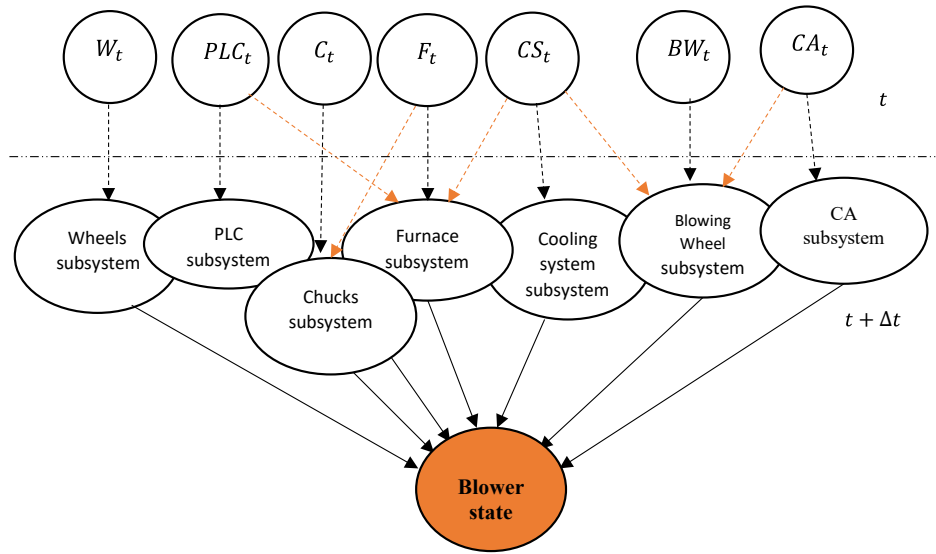 W_t
PLC_t
C_t
F_t
CS_t
BW_t
CA_t
t
Wheels
subsystem
PLC
subsystem
Chucks
subsystem
Furnace
subsystem
Cooling
system
subsystem
Blowing
Wheel
subsystem
CA
subsystem
t + Δt
Blower
state